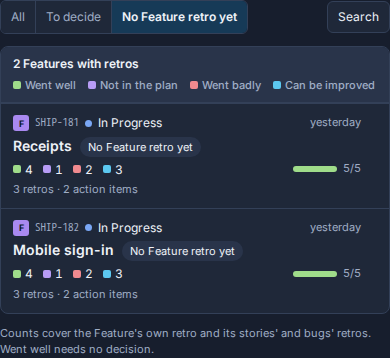 All To decide No Feature retro yet Search
2 Features with retros
Went well Not in the plan Went badly Can be improved
F SHIP-181 In Progress yesterday
Receipts No Feature retro yet
4 1 2 3 5/5
3 retros · 2 action items
F SHIP-182 In Progress yesterday
Mobile sign-in No Feature retro yet
4 1 2 3 5/5
3 retros · 2 action items
Counts cover the Feature's own retro and its stories' and bugs' retros.
Went well needs no decision.